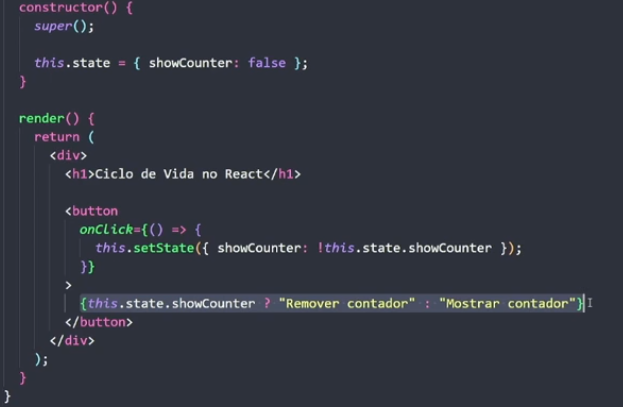 constructor() {
super();
this.state = { showCounter: false };
}
render() {
return (
<div>
<h1>Ciclo de Vida no React</h1>
<button
onClick={() => {
this.setState({ showCounter: !this.state.showCounter });
}}
>
{this.state.showCounter ? "Remover contador" : "Mostrar contador"}
</button>
</div>
);
}
}